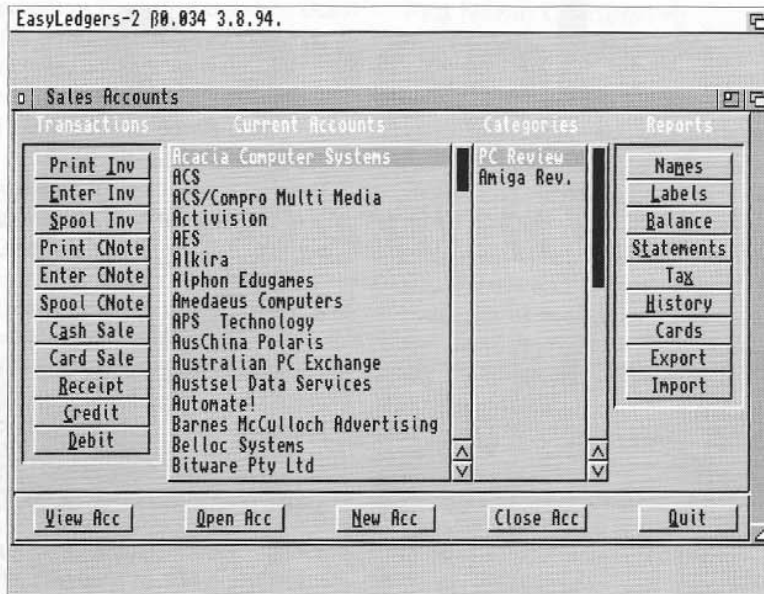 EasyLedgers-2 ß0.034 3.8.94.
Sales Accounts
Transactions
Current Accounts
Categories
Reports
Print Inv
Enter Inv
Spool Inv
Print CNote
Enter CNote
Spool CNote
Cash Sale
Card Sale
Receipt
Credit
Debit
Acacia Computer Systems
ACS
ACS/Compro Multi Media
Activision
AES
Alkira
Alphon Edugames
Amedaeus Computers
APS Technology
AusChina Polaris
Australian PC Exchange
Austsel Data Services
Automate!
Barnes McCulloch Advertising
Belloc Systems
Bitware Pty Ltd
PC Review
Amiga Rev.
Names
Labels
Balance
Statements
Tax
History
Cards
Export
Import
View Acc
Open Acc
New Acc
Close Acc
Quit